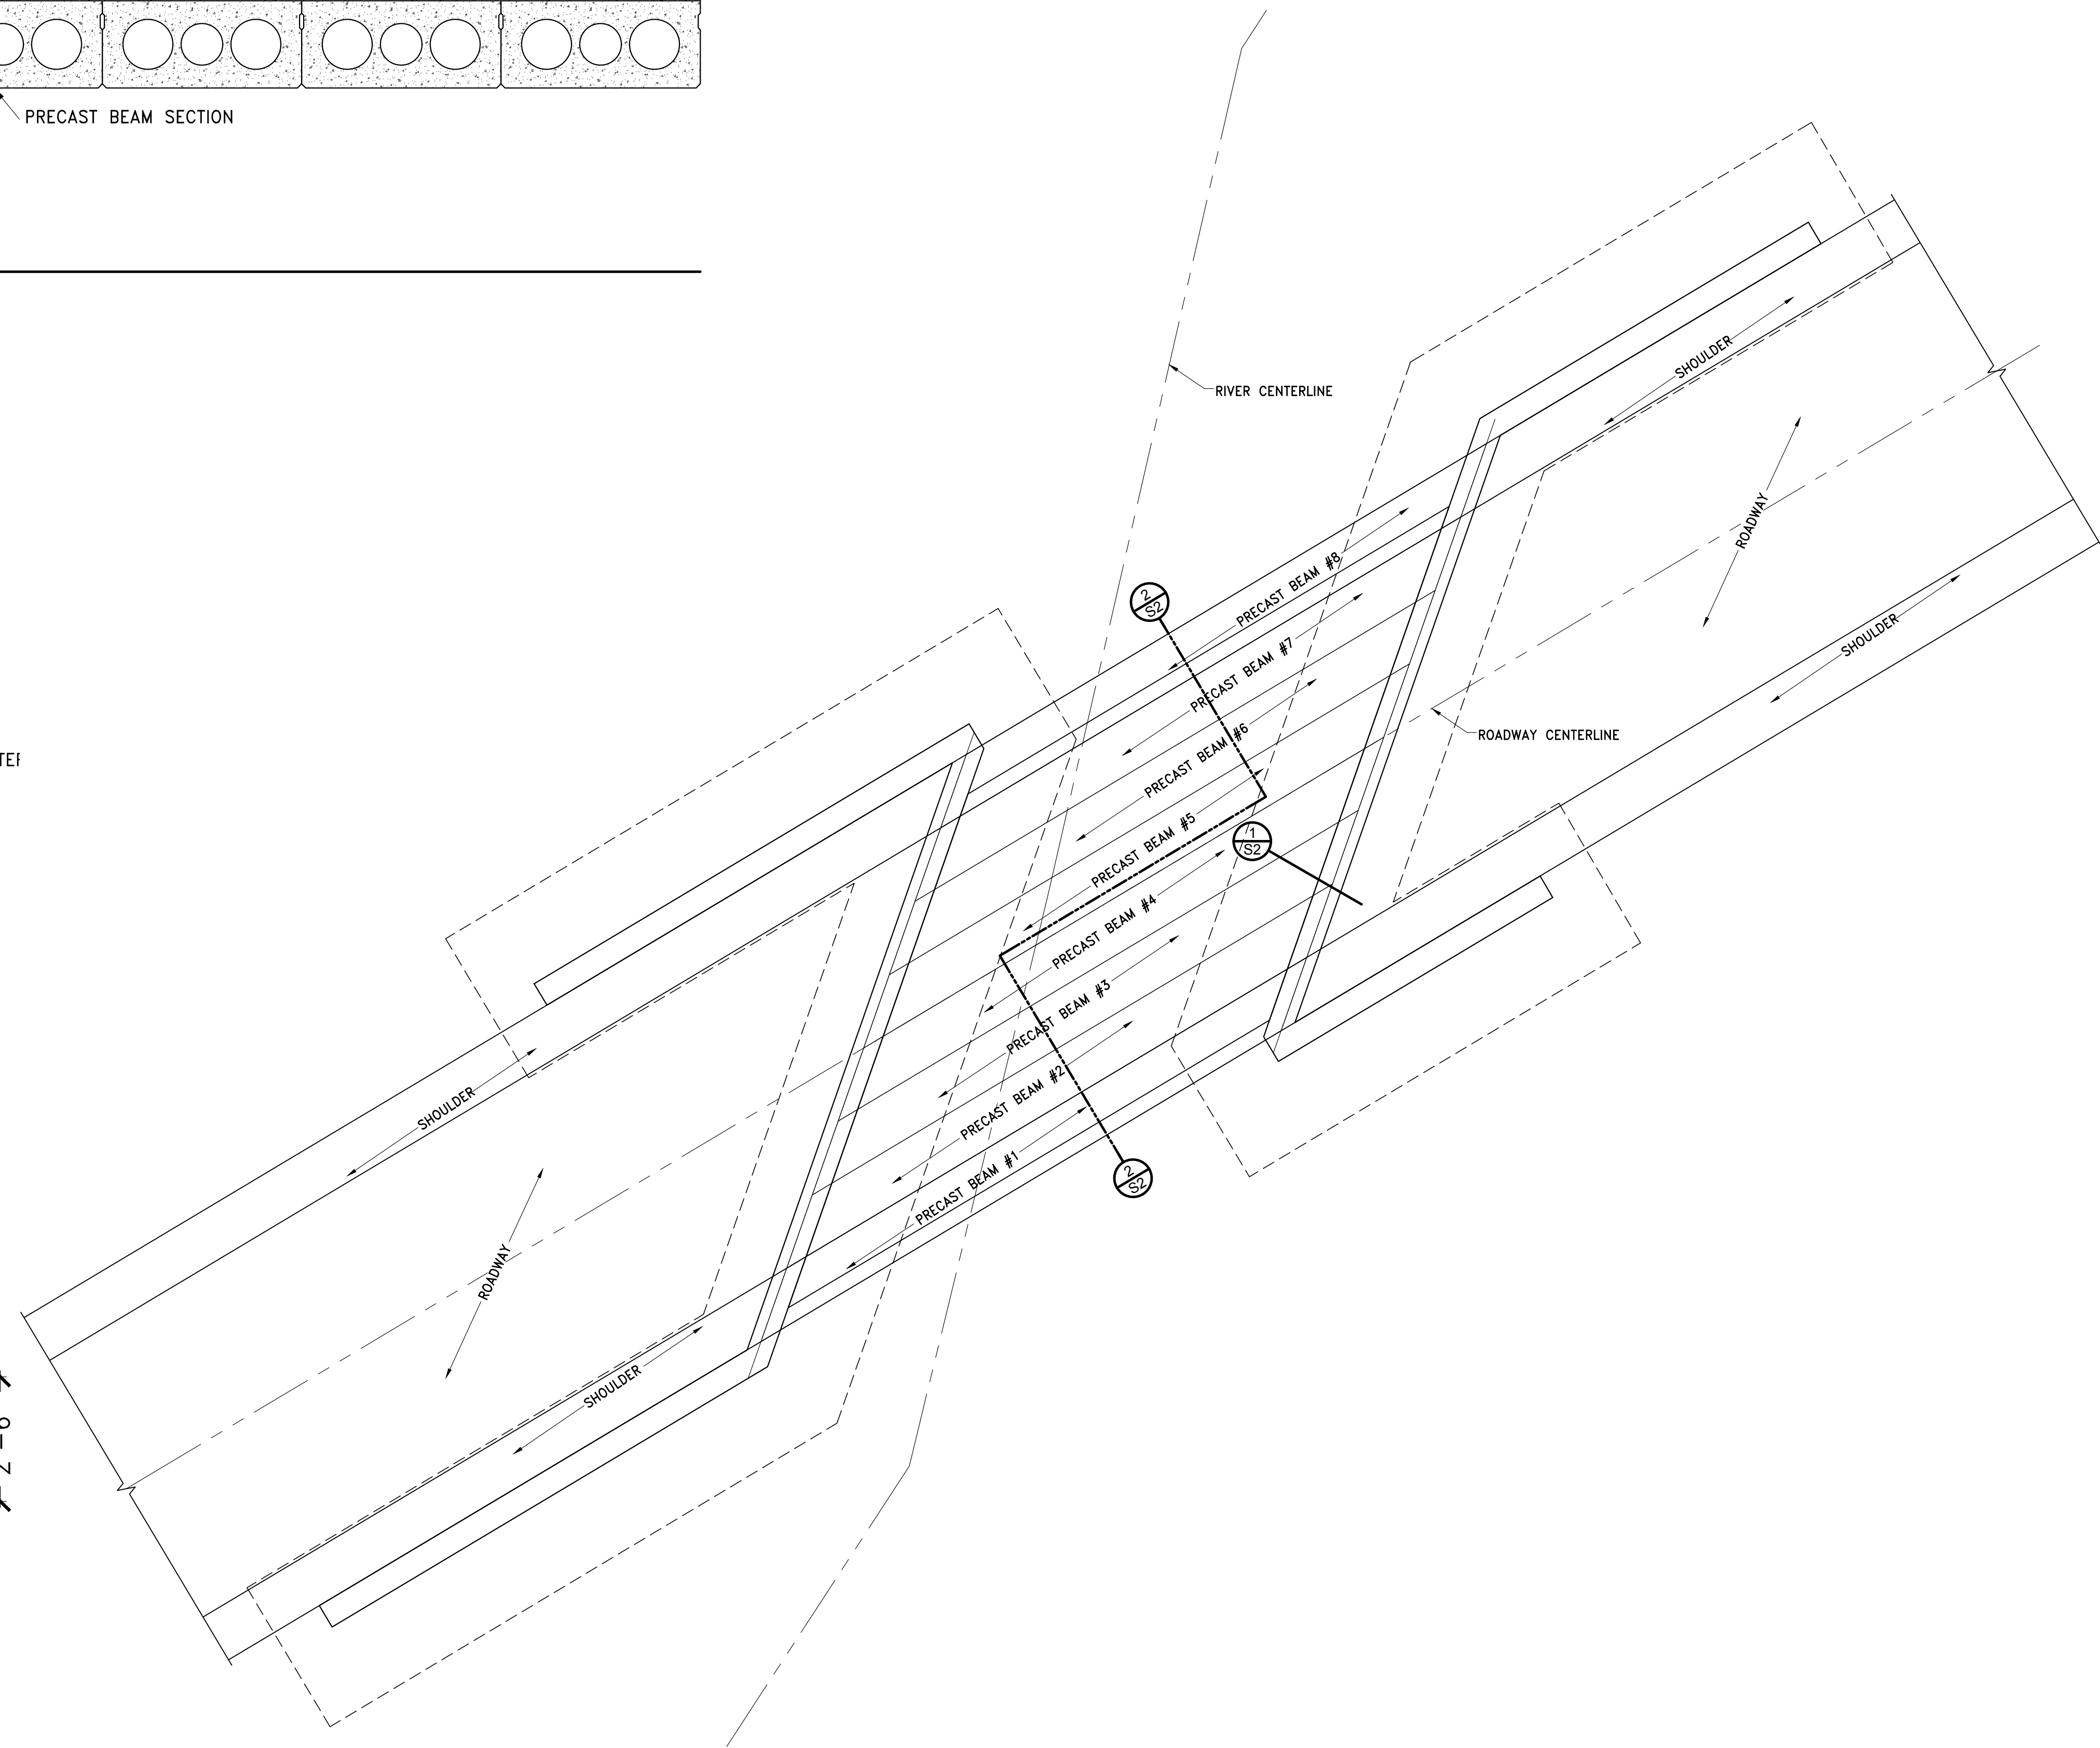 PRECAST BEAM SECTION
RIVER CENTERLINE
SHOULDER
ROADWAY
2
S2
PRECAST BEAM #8
PRECAST BEAM #7
PRECAST BEAM #6
PRECAST BEAM #5
PRECAST BEAM #4
PRECAST BEAM #3
PRECAST BEAM #2
PRECAST BEAM #1
SHOULDER
ROADWAY CENTERLINE
1
S2
SHOULDER
ROADWAY
SHOULDER
2
S2